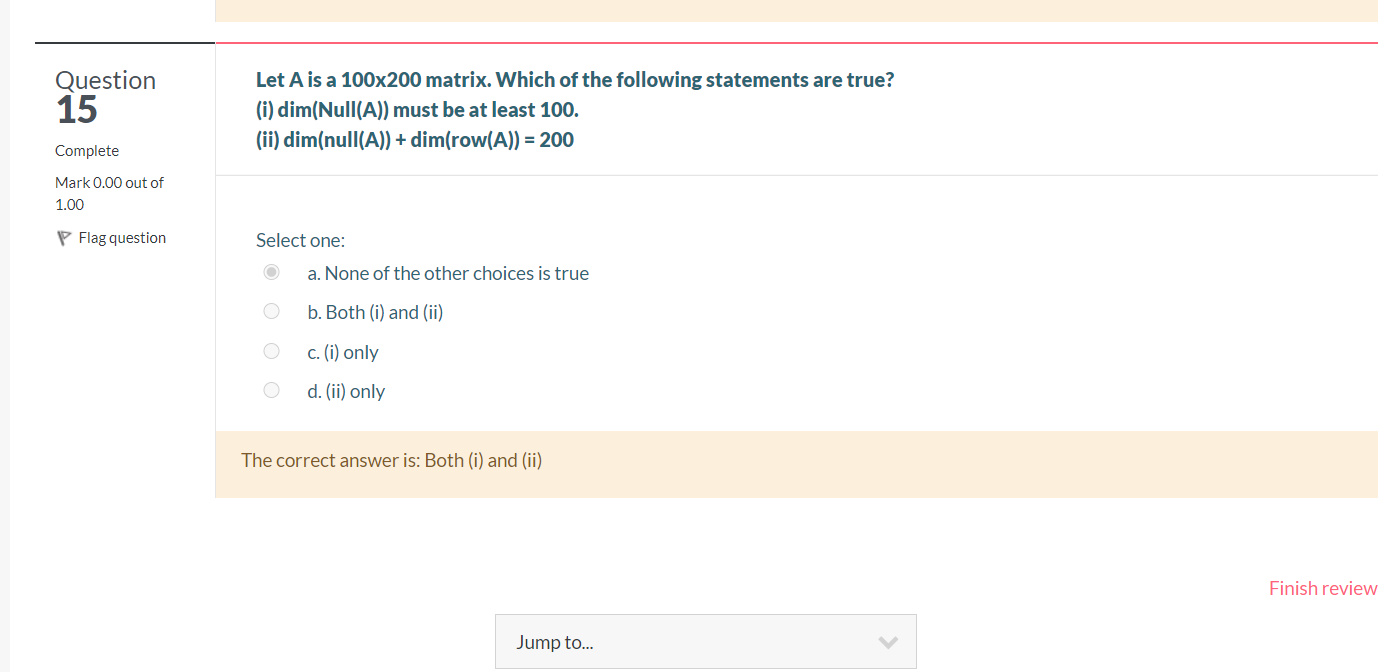 Question
15
Complete
Mark 0.00 out of
1.00
Flag question
Let A is a 100x200 matrix. Which of the following statements are true?
(i) dim(Null(A)) must be at least 100.
(ii) dim(null(A)) + dim(row(A)) = 200
Select one:
a. None of the other choices is true
b. Both (i) and (ii)
c. (i) only
d. (ii) only
The correct answer is: Both (i) and (ii)
Finish review
Jump to...